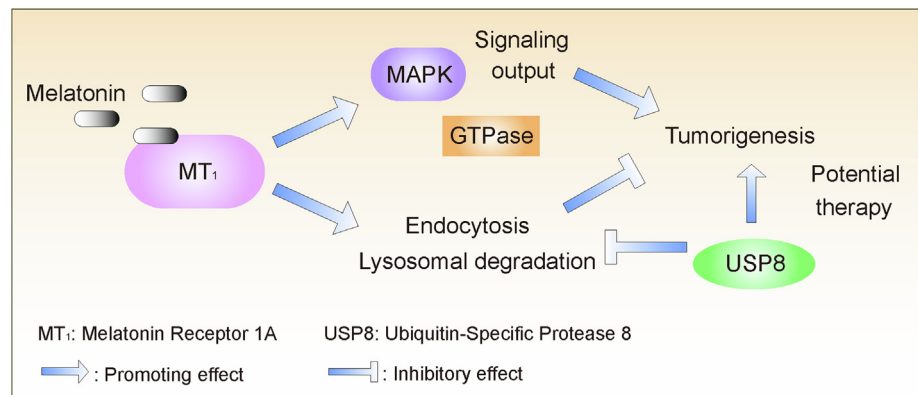 Melatonin
MT₁
MAPK
Signaling
output
GTPase
Tumorigenesis
Endocytosis
Lysosomal degradation
Potential
therapy
USP8
MT₁: Melatonin Receptor 1A
USP8: Ubiquitin-Specific Protease 8
: Promoting effect
: Inhibitory effect